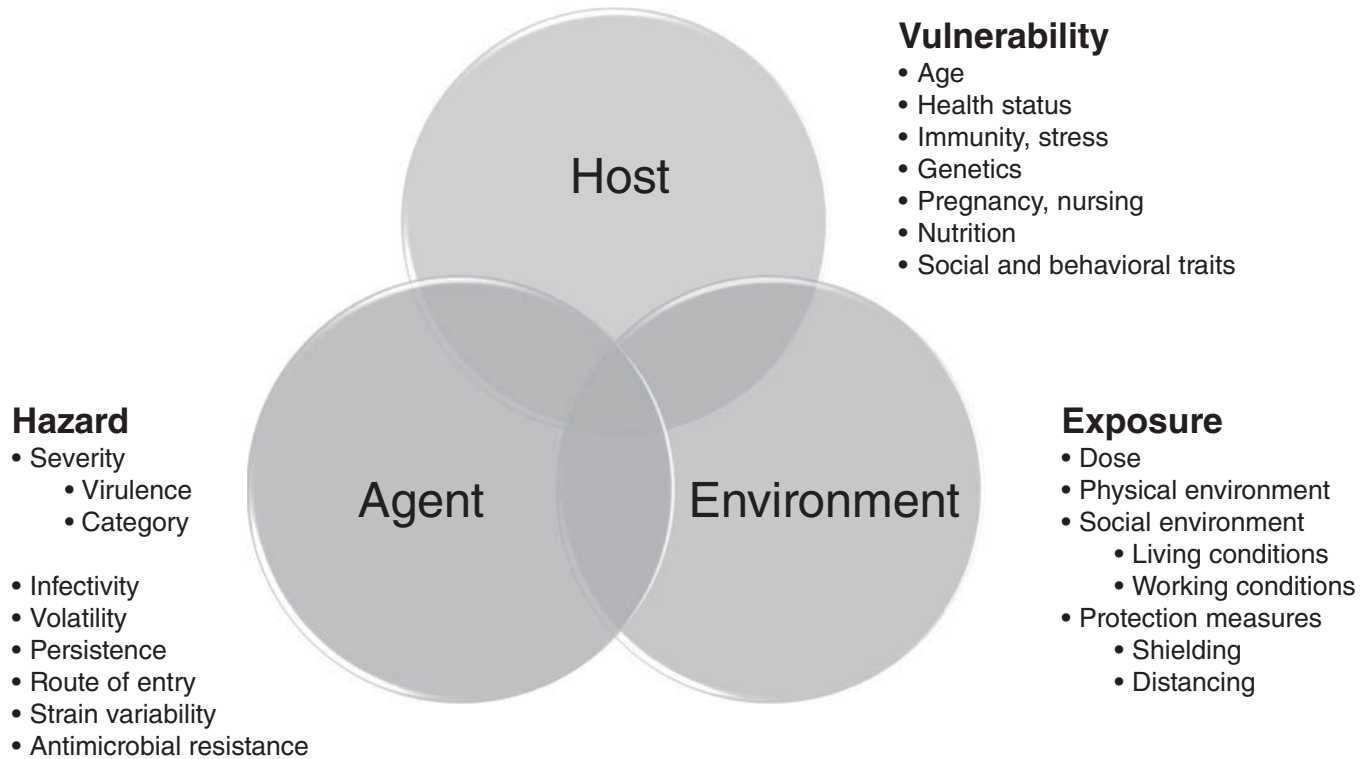 Vulnerability
• Age
• Health status
• Immunity, stress
• Genetics
• Pregnancy, nursing
• Nutrition
• Social and behavioral traits
Host
Hazard
• Severity
• Virulence
• Category
• Infectivity
• Volatility
• Persistence
• Route of entry
• Strain variability
• Antimicrobial resistance
Agent
Environment
Exposure
• Dose
• Physical environment
• Social environment
• Living conditions
• Working conditions
• Protection measures
• Shielding
• Distancing